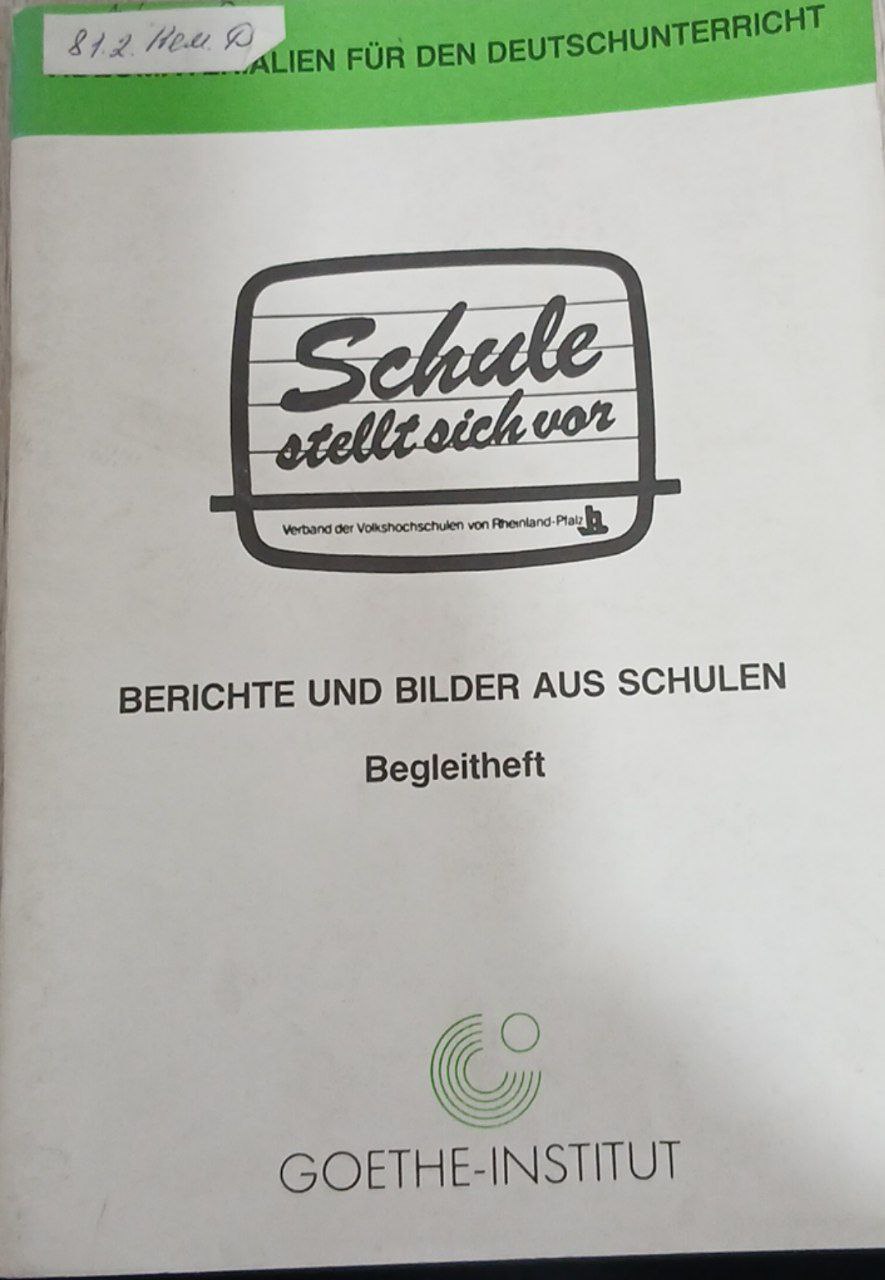 81.2. Нем. Д
ALIEN FÜR DEN DEUTSCHUNTERRICHT
Schule
stellt sich vor
Verband der Volkshochschulen von Rheinland-Pfalz
BERICHTE UND BILDER AUS SCHULEN
Begleitheft
GOETHE-INSTITUT